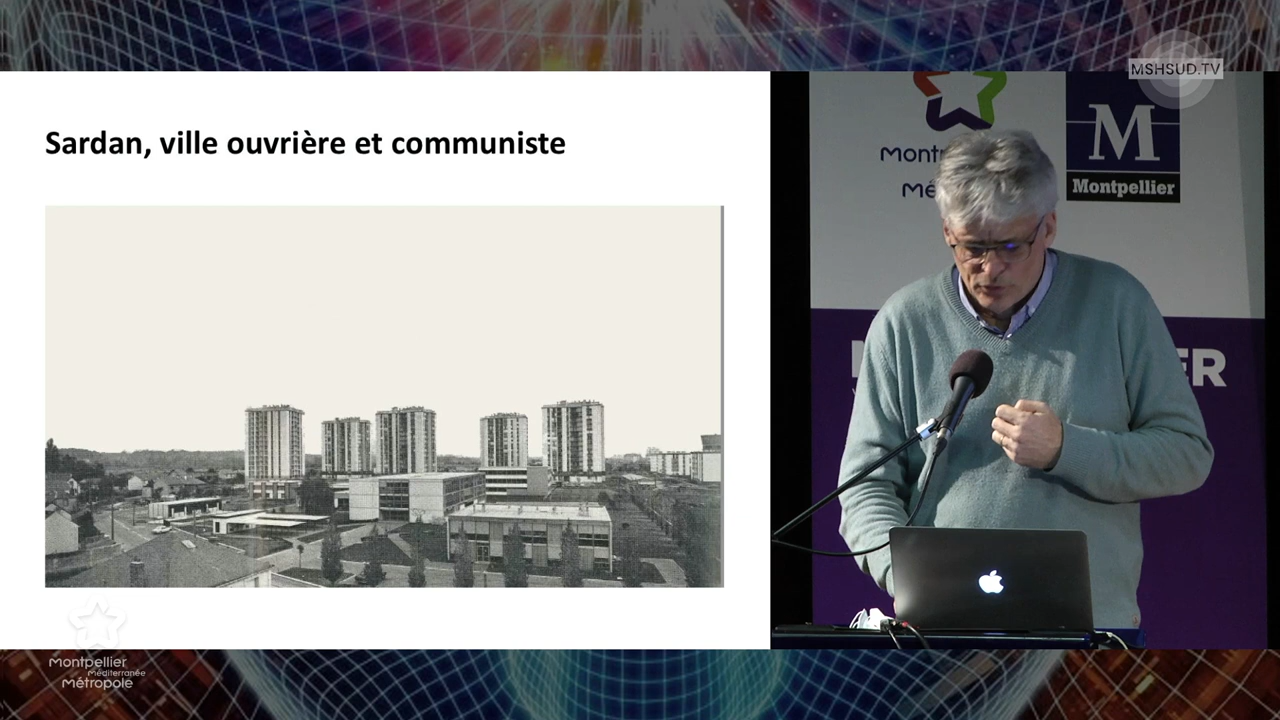 MSHSUD.TV
Sardan, ville ouvrière et communiste
M
Montpellier
Montpellier
Méditerranée
Métropole